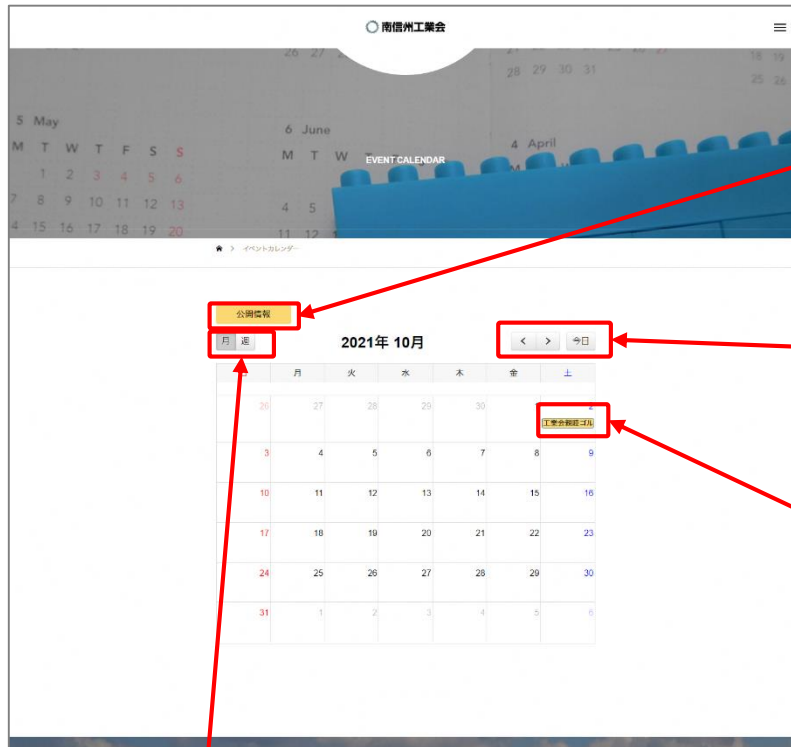 南信州工業会
26 27
28 29 30 31
18 19
25 26
5 May
M T W T F S S
1 2 3 4 5 6
7 8 9 10 11 12 13
14 15 16 17 18 19 20
6 June
M T W
4 5
11 12
4 April
EVENT CALENDAR
イベントカレンダー
公開情報
月 週
2021年 10月
< > 今日
月 火 水 木 金 土
26 27 28 29 30 2
工業会親睦ゴル
3 4 5 6 7 8 9
10 11 12 13 14 15 16
17 18 19 20 21 22 23
24 25 26 27 28 29 30
31 1 2 3 4 5 6